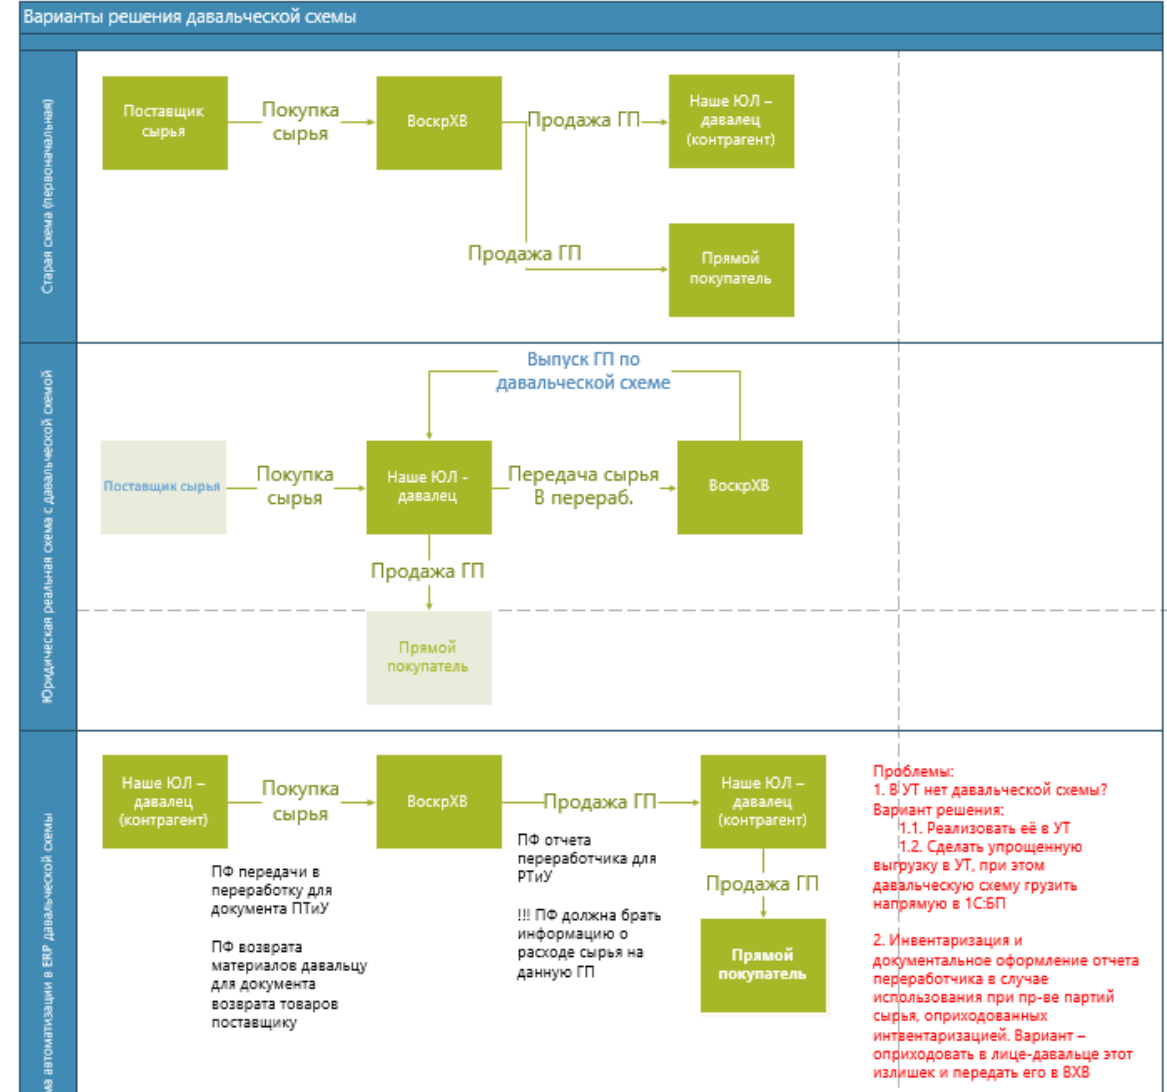 Варианты решения давальческой схемы
Старая схема (первоначальная)
Поставщик
сырья
Покупка
сырья
ВоскрХВ
Продажа ГП
Наше ЮЛ –
давалец
(контрагент)
Продажа ГП
Прямой
покупатель
Юридическая реальная схема с давальческой схемой
Выпуск ГП по
давальческой схеме
Поставщик сырья
Покупка
сырья
Наше ЮЛ -
давалец
Передача сырья
В перераб.
ВоскрХВ
Продажа ГП
Прямой
покупатель
автоматизации в ERP давальческой схемы
Наше ЮЛ –
давалец
(контрагент)
Покупка
сырья
ВоскрХВ
Продажа ГП
Наше ЮЛ –
давалец
(контрагент)
ПФ передачи в
переработку для
документа ПТиУ
ПФ возврата
материалов давальцу
для документа
возврата товаров
поставщику
ПФ отчета
переработчика для
РТиУ
!!! ПФ должна брать
информацию о
расходе сырья на
данную ГП
Продажа ГП
Прямой
покупатель
Проблемы:
1. В УТ нет давальческой схемы?
Вариант решения:
1.1. Реализовать её в УТ
1.2. Сделать упрощенную
выгрузку в УТ, при этом
давальческую схему грузить
напрямую в 1С:БП
2. Инвентаризация и
документальное оформление отчета
переработчика в случае
использования при пр-ве партий
сырья, оприходованных
интвентаризацией. Вариант –
оприходовать в лице-давальце этот
излишек и передать его в ВХВ